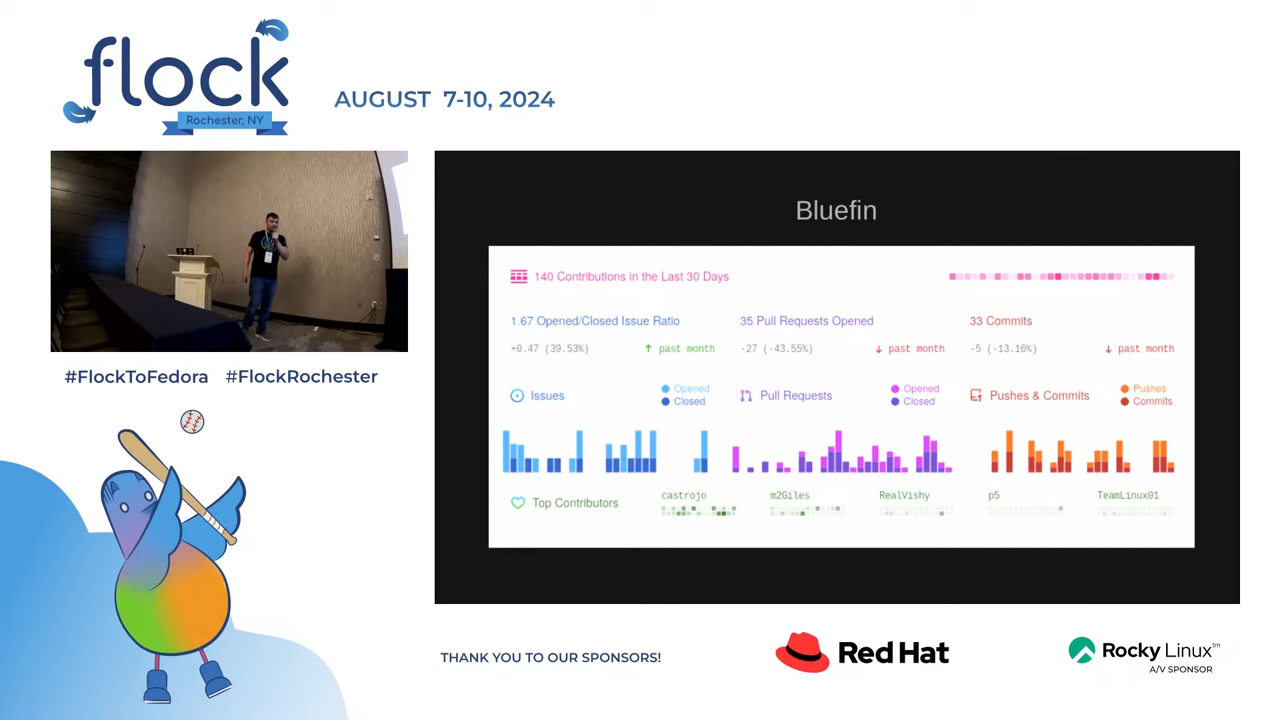 flock
Rochester, NY
AUGUST 7-10, 2024
#FlockToFedora #FlockRochester
Bluefin
140 Contributions in the Last 30 Days
1.67 Opened/Closed Issue Ratio
+0.47 (39.53%) ↑ past month
35 Pull Requests Opened
-27 (-43.55%) ↓ past month
33 Commits
-5 (-13.16%) ↓ past month
Issues
Opened
Closed
Pull Requests
Opened
Closed
Pushes & Commits
Pushes
Commits
Top Contributors
castrojo
m2Giles
RealVishy
p5
TeamLinux01
THANK YOU TO OUR SPONSORS!
Red Hat
Rocky Linux™
A/V SPONSOR